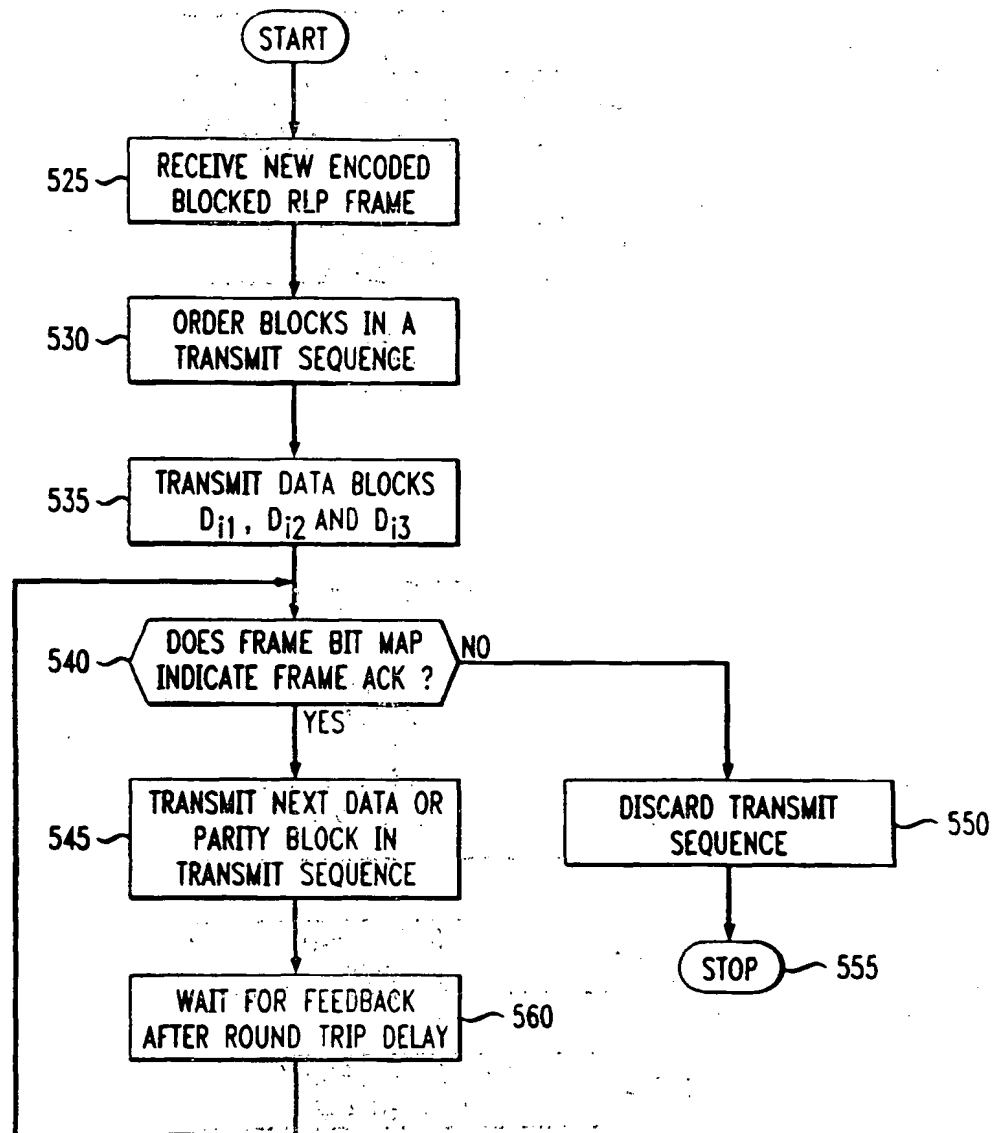 START
525
RECEIVE NEW ENCODED
BLOCKED RLP FRAME
530
ORDER BLOCKS IN A
TRANSMIT SEQUENCE
535
TRANSMIT DATA BLOCKS
Di1, Di2 AND Di3
540
DOES FRAME BIT MAP
INDICATE FRAME ACK ?
NO
YES
545
TRANSMIT NEXT DATA OR
PARITY BLOCK IN
TRANSMIT SEQUENCE
DISCARD TRANSMIT
SEQUENCE
550
STOP
555
WAIT FOR FEEDBACK
AFTER ROUND TRIP DELAY
560